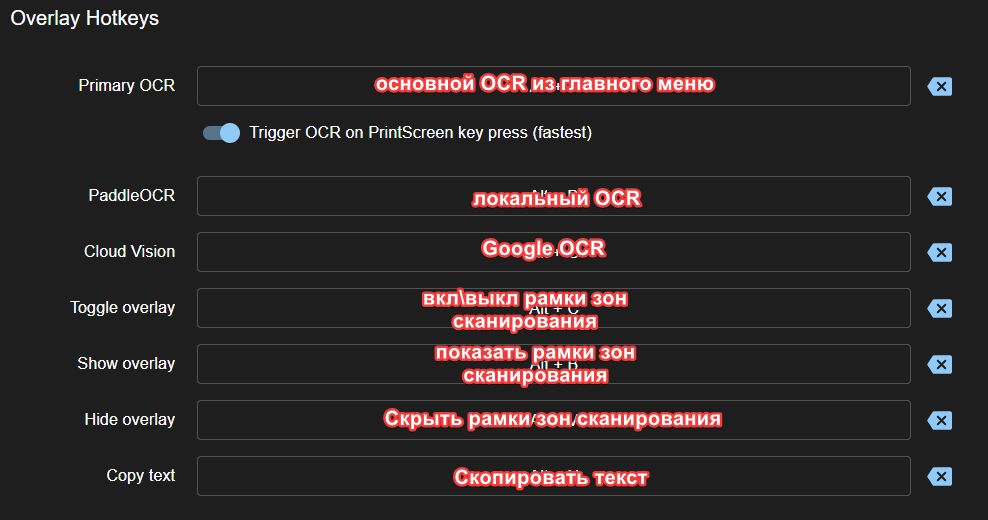 Overlay Hotkeys
Primary OCR
основной OCR из главного меню
Trigger OCR on PrintScreen key press (fastest)
PaddleOCR
локальный OCR
Cloud Vision
Google OCR
Toggle overlay
вкл\выкл рамки зон
сканирования
Alt + C
Show overlay
показать рамки зон
сканирования
Alt + B
Hide overlay
Скрыть рамки зон сканирования
Copy text
Скопировать текст